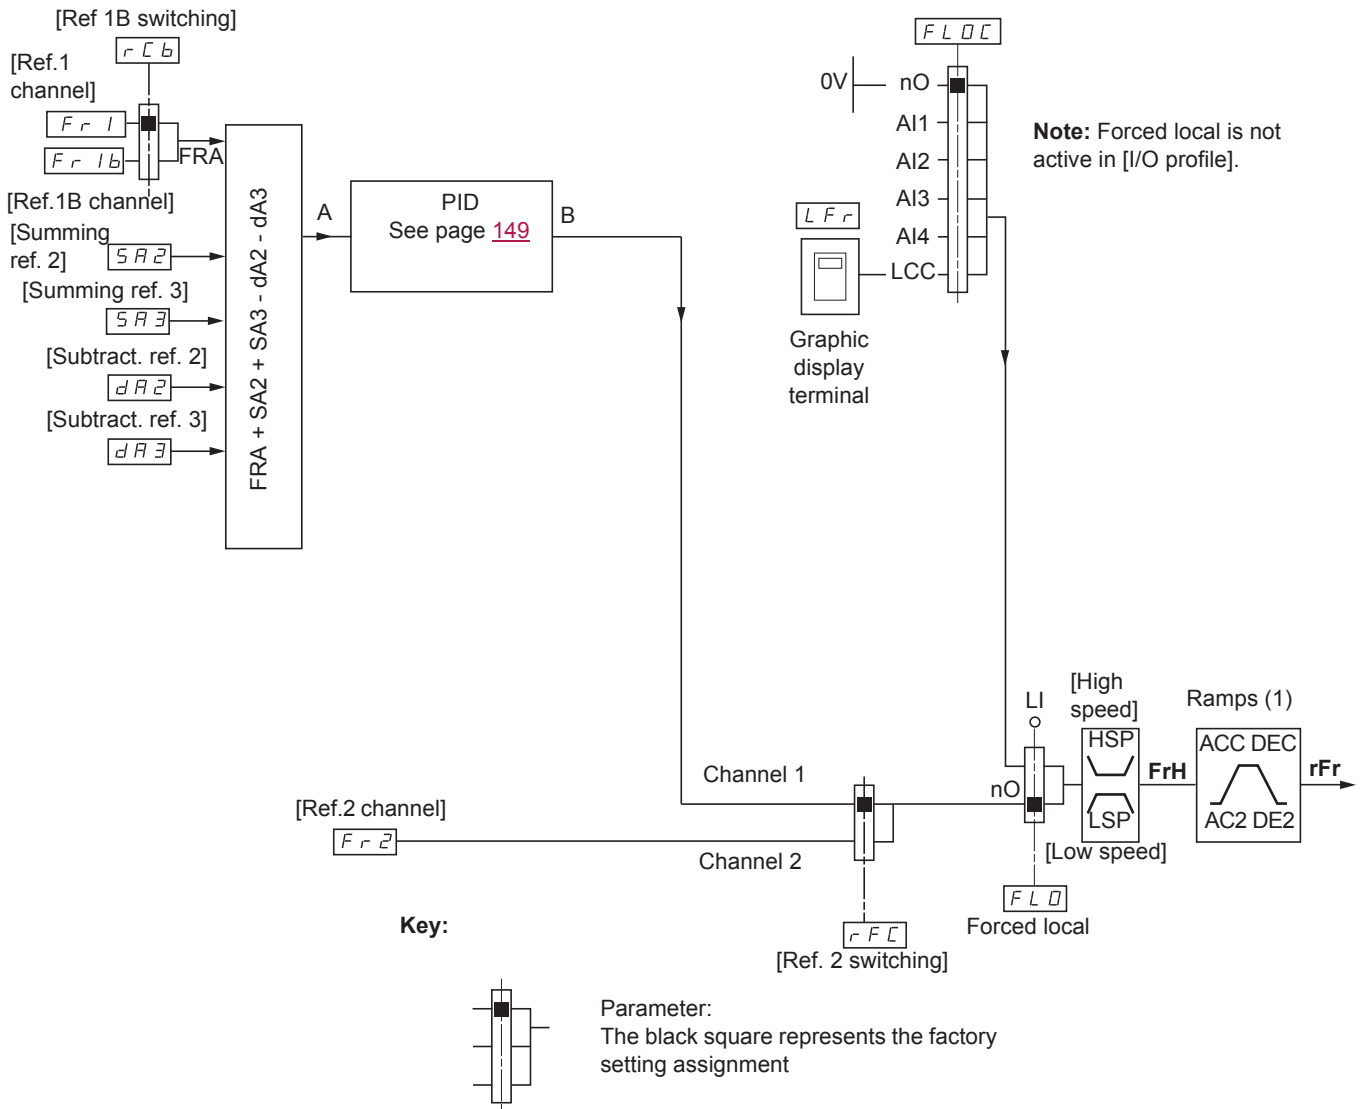 [Ref 1B switching]
rCb
[Ref.1
channel]
Fr1
Fr1b
FRA
[Ref.1B channel]
[Summing
ref. 2]
SA2
[Summing ref. 3]
SA3
[Subtract. ref. 2]
dA2
[Subtract. ref. 3]
dA3
FRA + SA2 + SA3 - dA2 - dA3
A
PID
See page 149
B
FLOC
0V
nO
AI1
AI2
AI3
AI4
LCC
LFr
Graphic
display
terminal
Note: Forced local is not
active in [I/O profile].
Channel 1
[Ref.2 channel]
Fr2
Channel 2
rFC
[Ref. 2 switching]
LI
nO
FLO
Forced local
[High
speed]
HSP
LSP
[Low speed]
FrH
Ramps (1)
ACC DEC
AC2 DE2
rFr
Key:
Parameter:
The black square represents the factory
setting assignment